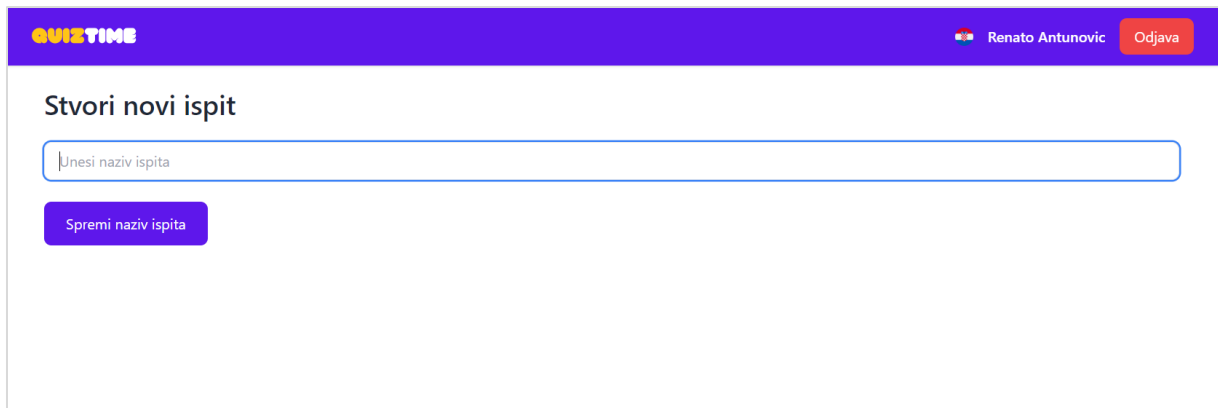 QUIZTIME
Renato Antunovic
Odjava
Stvori novi ispit
Unesi naziv ispita
Spremi naziv ispita